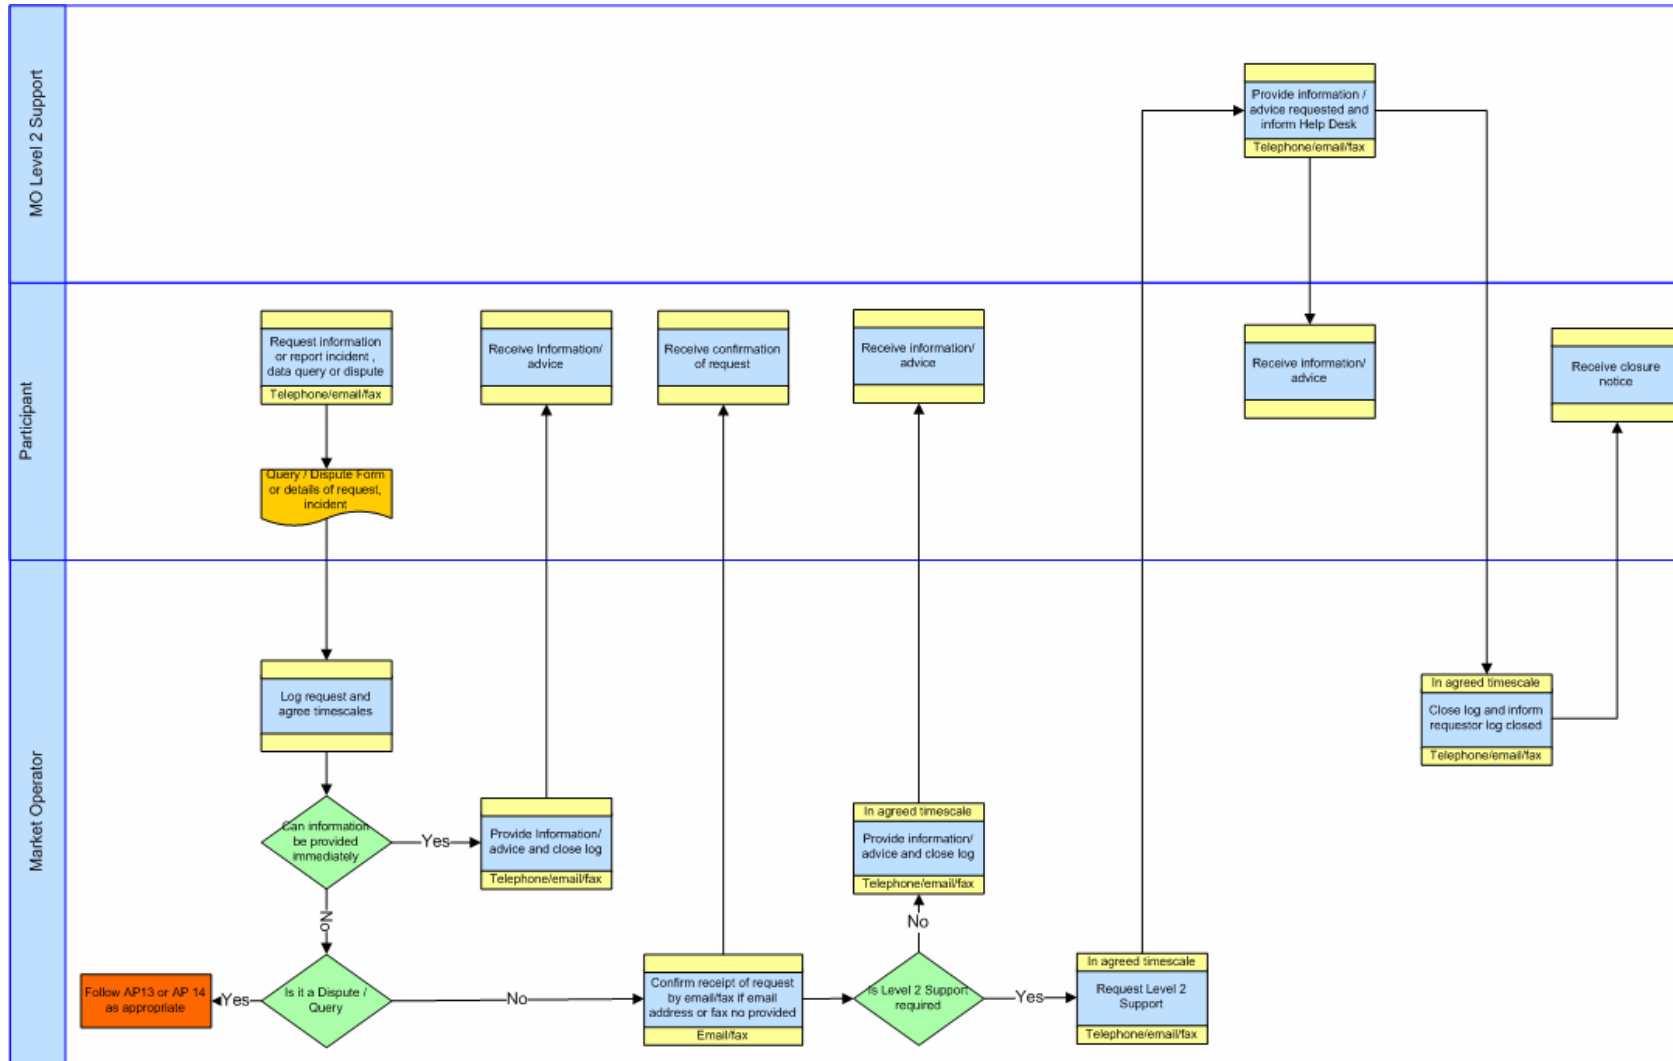 MO Level 2 Support
Provide information /
advice requested and
inform Help Desk
Telephone/email/fax
Participant
Request information
or report incident ,
data query or dispute
Telephone/email/fax
Receive Information/
advice
Receive confirmation
of request
Receive information/
advice
Receive information/
advice
Receive closure
notice
Query / Dispute Form
or details of request,
incident
Market Operator
Log request and
agree timescales
In agreed timescale
Close log and inform
requestor log closed
Telephone/email/fax
Can information
be provided
immediately
Yes
Provide Information/
advice and close log
Telephone/email/fax
In agreed timescale
Provide information/
advice and close log
Telephone/email/fax
No
No
Follow AP13 or AP 14
as appropriate
Yes
Is it a Dispute /
Query
No
Confirm receipt of request
by email/fax if email
address or fax no provided
Email/fax
Is Level 2 Support
required
Yes
In agreed timescale
Request Level 2
Support
Telephone/email/fax